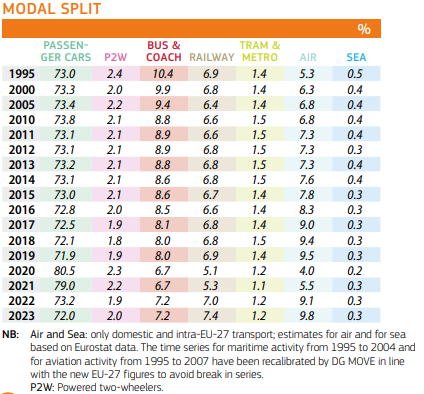 MODAL SPLIT
%
PASSEN- BUS & TRAM &
GER CARS P2W COACH RAILWAY METRO AIR SEA
1995 73.0 2.4 10.4 6.9 1.4 5.3 0.5
2000 73.3 2.0 9.9 6.8 1.4 6.3 0.4
2005 73.4 2.2 9.4 6.4 1.4 6.8 0.4
2010 73.8 2.1 8.8 6.6 1.5 6.8 0.4
2011 73.1 2.1 8.9 6.6 1.5 7.3 0.4
2012 73.1 2.1 8.9 6.8 1.5 7.3 0.3
2013 73.2 2.1 8.8 6.8 1.5 7.3 0.4
2014 73.1 2.1 8.6 6.8 1.5 7.6 0.4
2015 73.0 2.1 8.6 6.7 1.4 7.8 0.3
2016 72.8 2.0 8.5 6.6 1.4 8.3 0.3
2017 72.5 1.9 8.1 6.8 1.4 9.0 0.3
2018 72.1 1.8 8.0 6.8 1.5 9.4 0.3
2019 71.9 1.9 8.0 6.9 1.4 9.5 0.3
2020 80.5 2.3 6.7 5.1 1.2 4.0 0.2
2021 79.0 2.2 6.7 5.3 1.1 5.5 0.3
2022 73.2 1.9 7.2 7.0 1.2 9.1 0.3
2023 72.0 2.0 7.2 7.4 1.2 9.8 0.3
NB: Air and Sea: only domestic and intra-EU-27 transport; estimates for air and for sea
based on Eurostat data. The time series for maritime activity from 1995 to 2004 and
for aviation activity from 1995 to 2007 have been recalibrated by DG MOVE in line
with the new EU-27 figures to avoid break in series.
P2W: Powered two-wheelers.